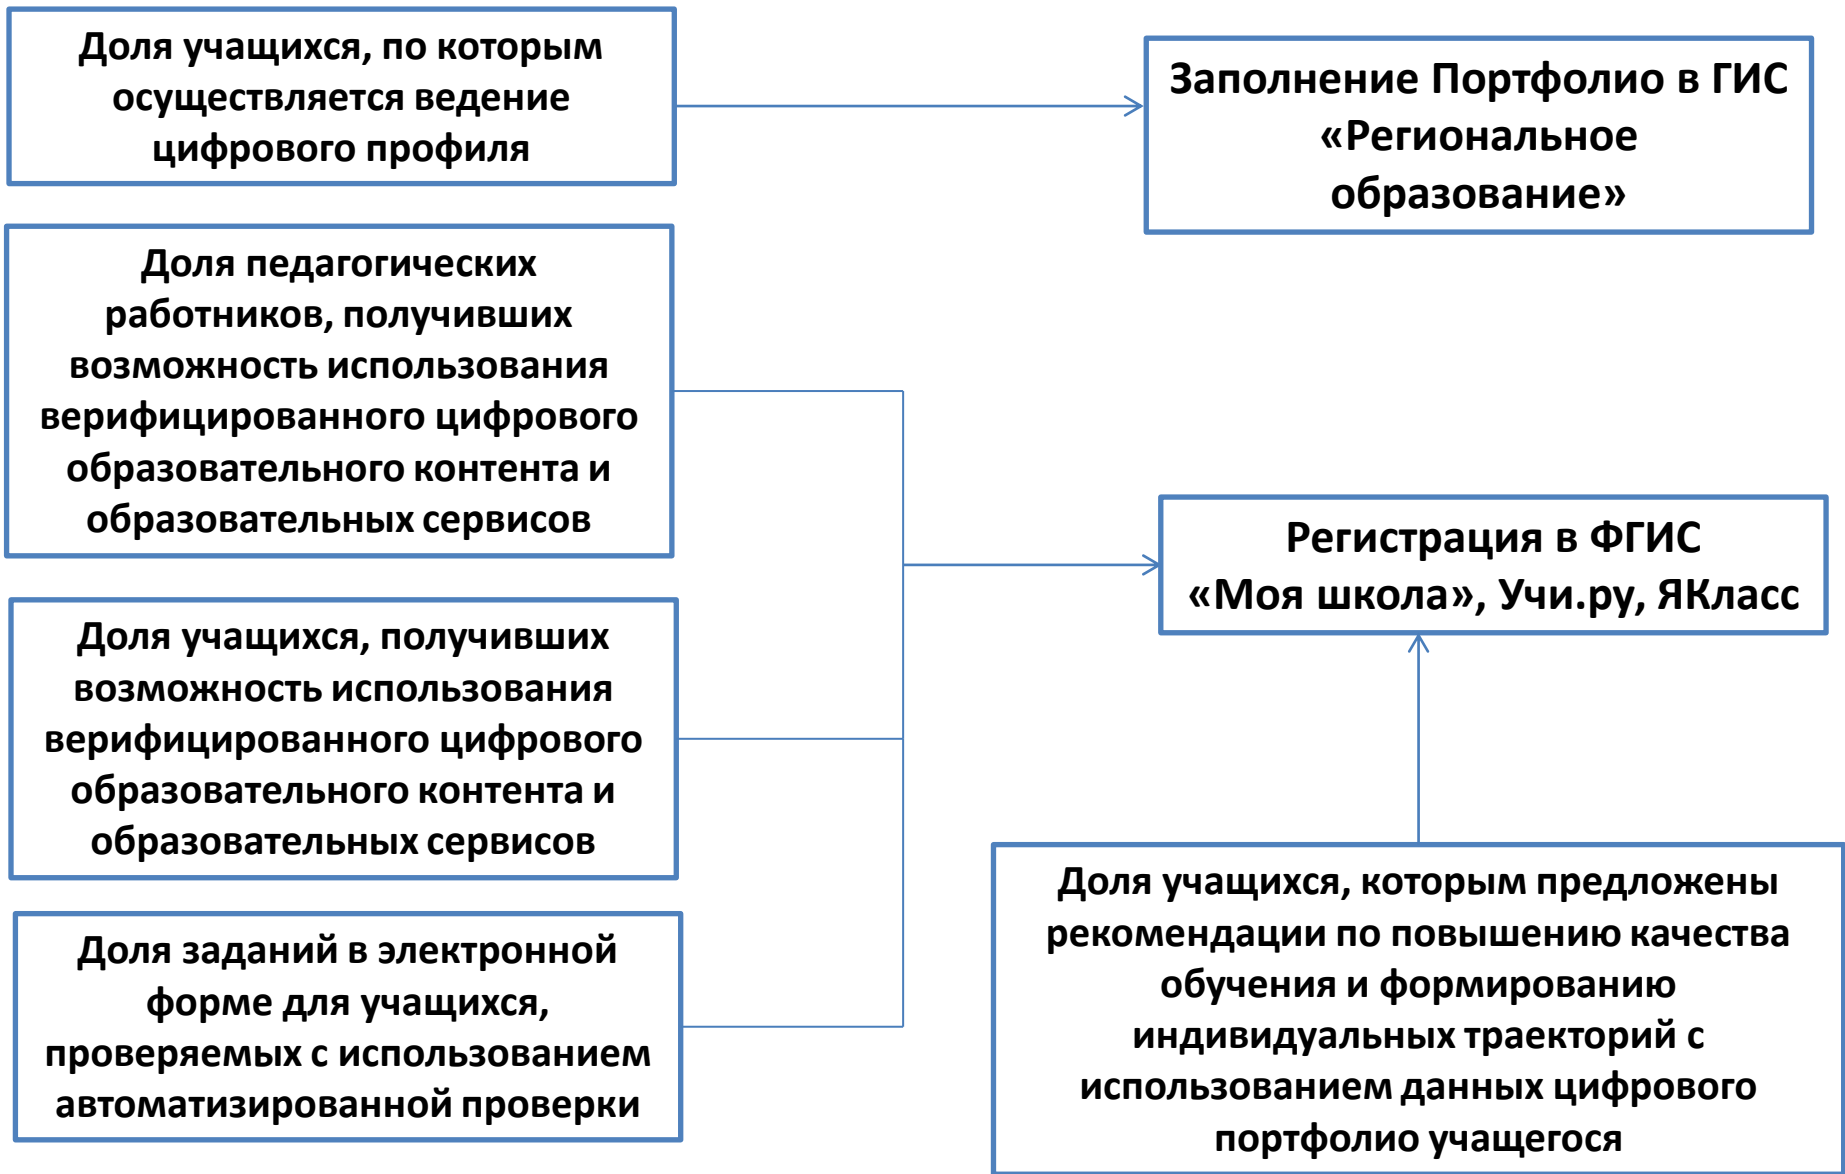 Доля учащихся, по которым
осуществляется ведение
цифрового профиля
Заполнение Портфолио в ГИС
«Региональное
образование»
Доля педагогических
работников, получивших
возможность использования
верифицированного цифрового
образовательного контента и
образовательных сервисов
Регистрация в ФГИС
«Моя школа», Учи.ру, ЯКласс
Доля учащихся, получивших
возможность использования
верифицированного цифрового
образовательного контента и
образовательных сервисов
Доля заданий в электронной
форме для учащихся,
проверяемых с использованием
автоматизированной проверки
Доля учащихся, которым предложены
рекомендации по повышению качества
обучения и формированию
индивидуальных траекторий с
использованием данных цифрового
портфолио учащегося